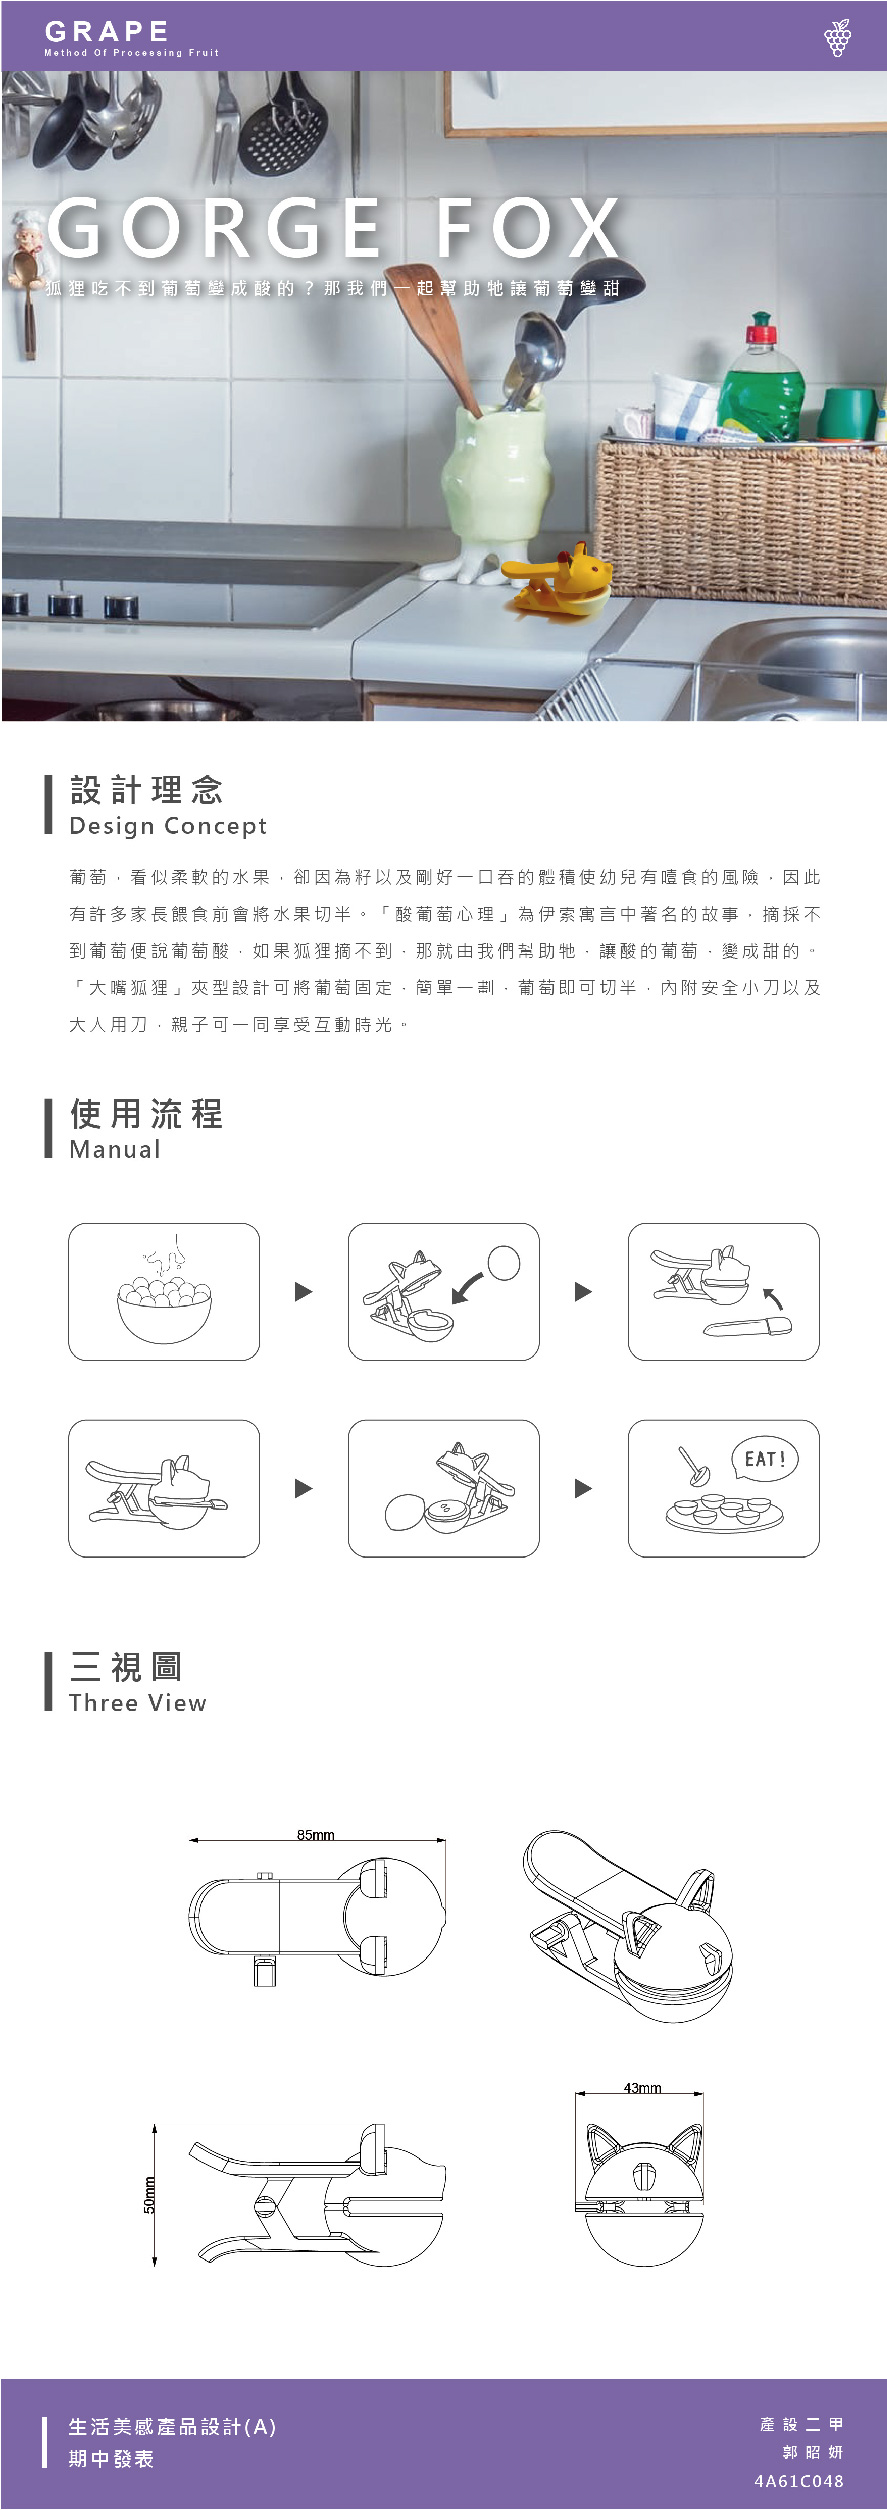 GRAPE
Method Of Processing Fruit
GORGE FOX
狐狸吃不到葡萄變成酸的？那我們一起幫助牠讓葡萄變甜
設計理念
Design Concept
葡萄，看似柔軟的水果，卻因為籽以及剛好一口吞的體積使幼兒有噎食的風險，因此
有許多家長餵食前會將水果切半。「酸葡萄心理」為伊索寓言中著名的故事，摘採不
到葡萄便說葡萄酸，如果狐狸摘不到，那就由我們幫助牠，讓酸的葡萄，變成甜的。
「大嘴狐狸」夾型設計可將葡萄固定，簡單一劃，葡萄即可切半，內附安全小刀以及
大人用刀，親子可一同享受互動時光。
使用流程
Manual
EAT!
三視圖
Three View
85mm
43mm
50mm
生活美感產品設計(A)
期中發表
產設二甲
郭昭妍
4A61C048